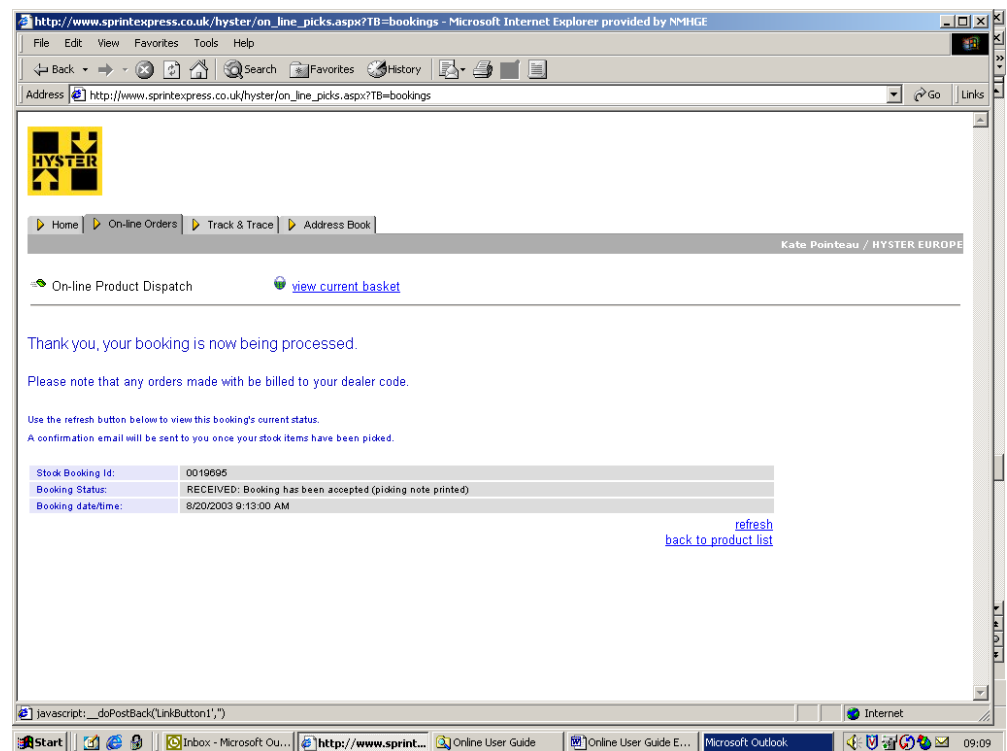 http://www.sprintexpress.co.uk/hyster/on_line_picks.aspx?TB=bookings - Microsoft Internet Explorer provided by NMHGE
File Edit View Favorites Tools Help
Back Search Favorites History
Address http://www.sprintexpress.co.uk/hyster/on_line_picks.aspx?TB=bookings Go Links
HYSTER
Home On-line Orders Track & Trace Address Book
Kate Pointeau / HYSTER EUROPE
On-line Product Dispatch view current basket
Thank you, your booking is now being processed.
Please note that any orders made with be billed to your dealer code.
Use the refresh button below to view this booking's current status.
A confirmation email will be sent to you once your stock items have been picked.
Stock Booking Id: 0019695
Booking Status: RECEIVED: Booking has been accepted (picking note printed)
Booking date/time: 8/20/2003 9:13:00 AM
refresh
back to product list
javascript:__doPostBack('LinkButton1','') Internet
Start Inbox - Microsoft Ou... http://www.sprint... Online User Guide Online User Guide E... Microsoft Outlook 09:09